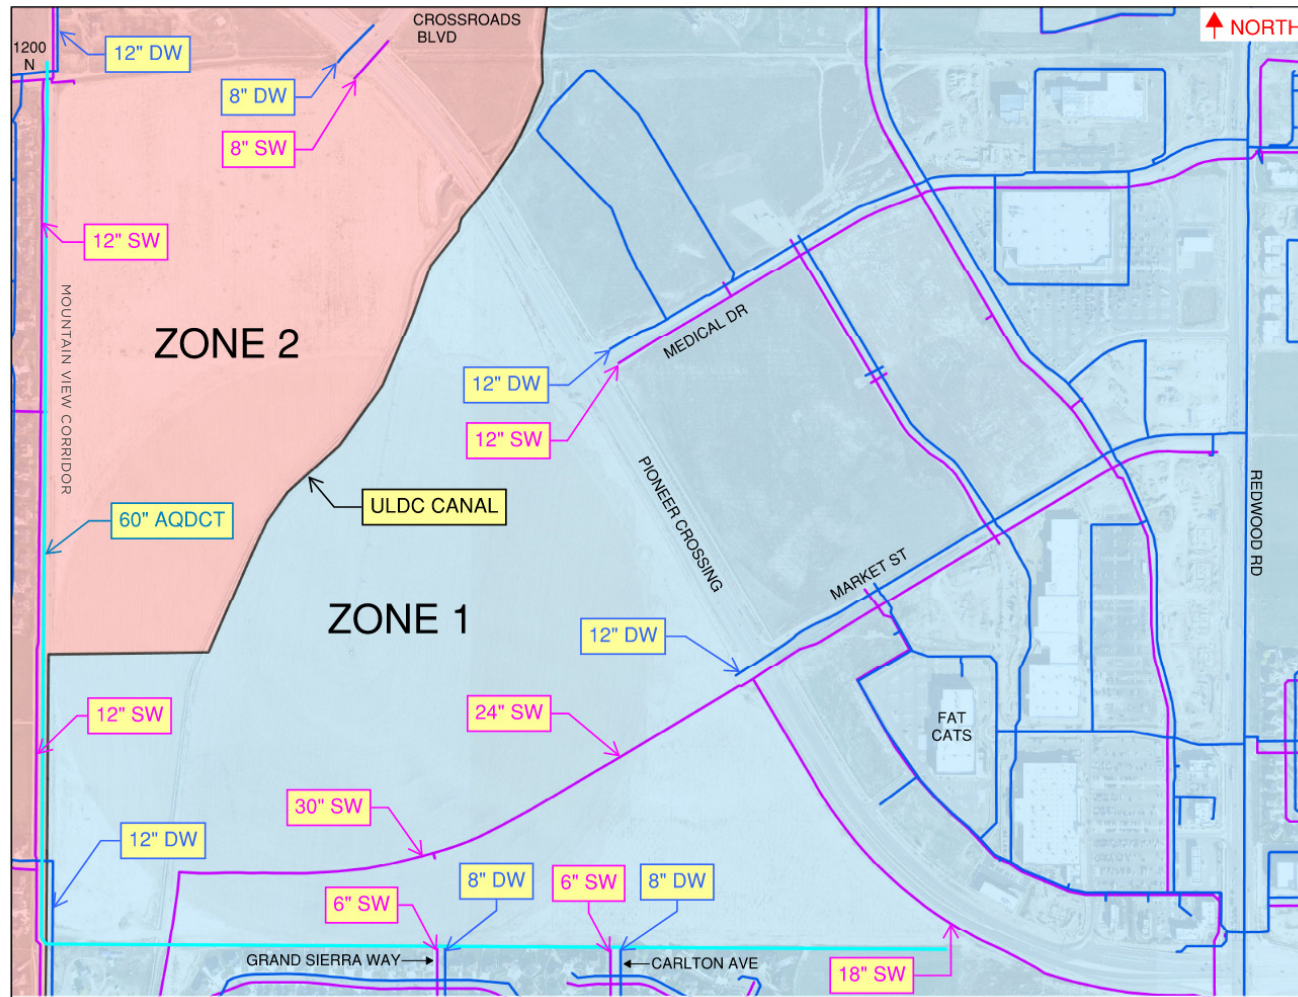 CROSSROADS
BLVD
NORTH
1200
N
12" DW
8" DW
8" SW
12" SW
MOUNTAIN VIEW CORRIDOR
ZONE 2
MEDICAL DR
12" DW
12" SW
PIONEER CROSSING
REDWOOD RD
ULDC CANAL
60" AQDCT
MARKET ST
ZONE 1
12" DW
12" SW
24" SW
FAT
CATS
30" SW
12" DW
8" DW
6" SW
8" DW
6" SW
GRAND SIERRA WAY
CARLTON AVE
18" SW